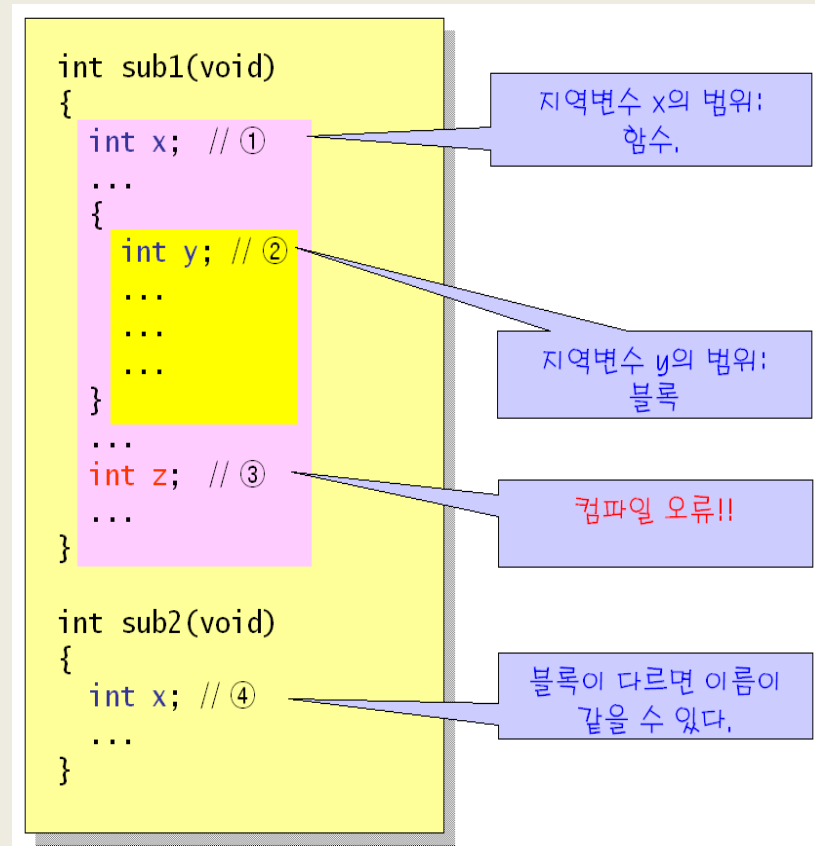 int sub1(void)
{
int x; // ①
...
{
int y; // ②
...
...
...
}
...
int z; // ③
...
}
int sub2(void)
{
int x; // ④
...
}
지역변수 x의 범위:
함수.
지역변수 y의 범위:
블록
컴파일 오류!!
블록이 다르면 이름이
같을 수 있다.